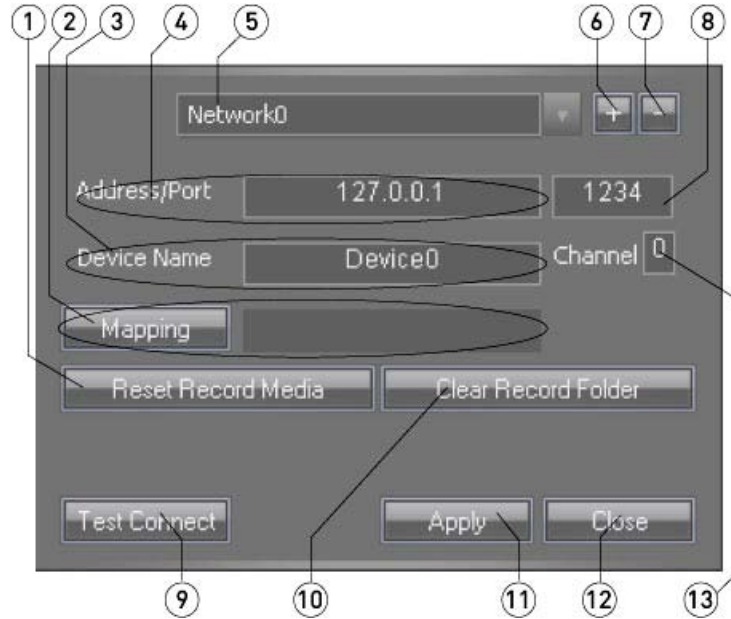 1 2 3 4 5 6 7 8
Network0 + -
Address/Port 127.0.0.1 1234
Device Name Device0 Channel 0
Mapping
Reset Record Media Clear Record Folder
Test Connect Apply Close
9 10 11 12 13